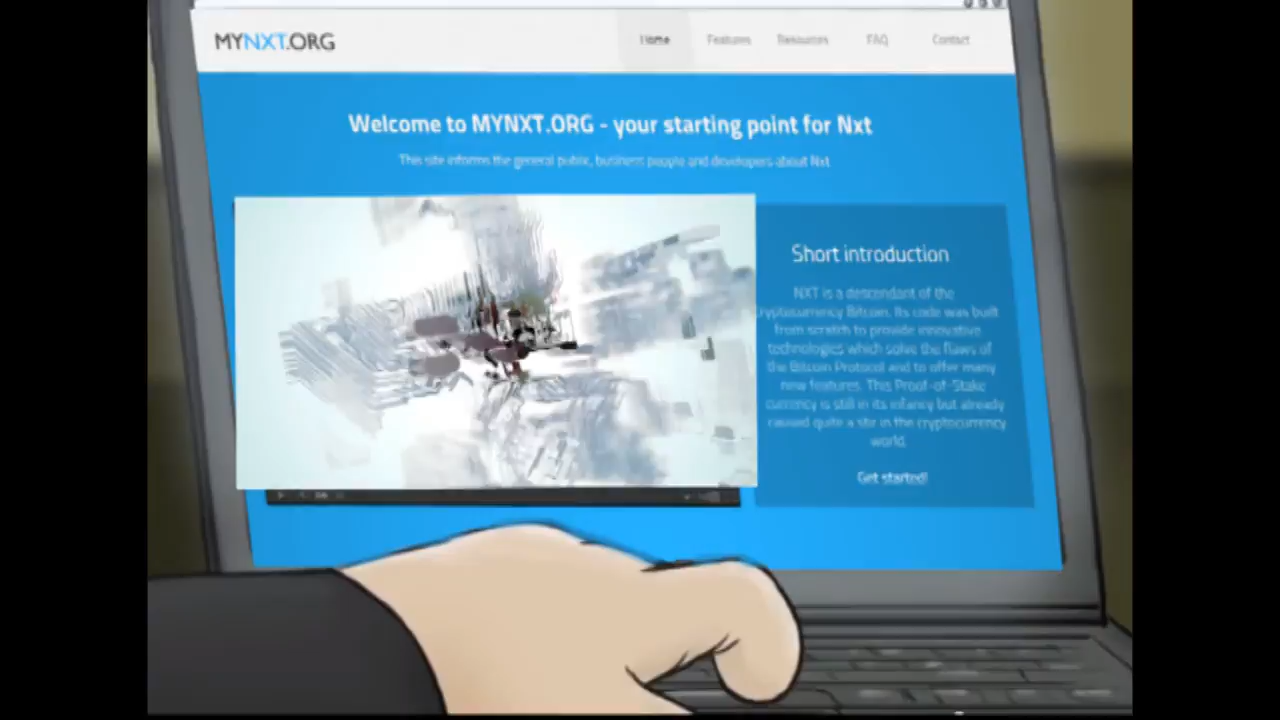 MYNXT.ORG
Home Features Resources FAQ Contact
Welcome to MYNXT.ORG - your starting point for Nxt
This site informs the general public, business people and developers about Nxt
Short introduction
NXT is a descendant of the
cryptocurrency Bitcoin. Its code was built
from scratch to provide innovative
technologies which solve the flaws of
the Bitcoin Protocol and to offer many
new features. This Proof-of-Stake
currency is still in its infancy but already
caused quite a stir in the cryptocurrency
world.
Get started!